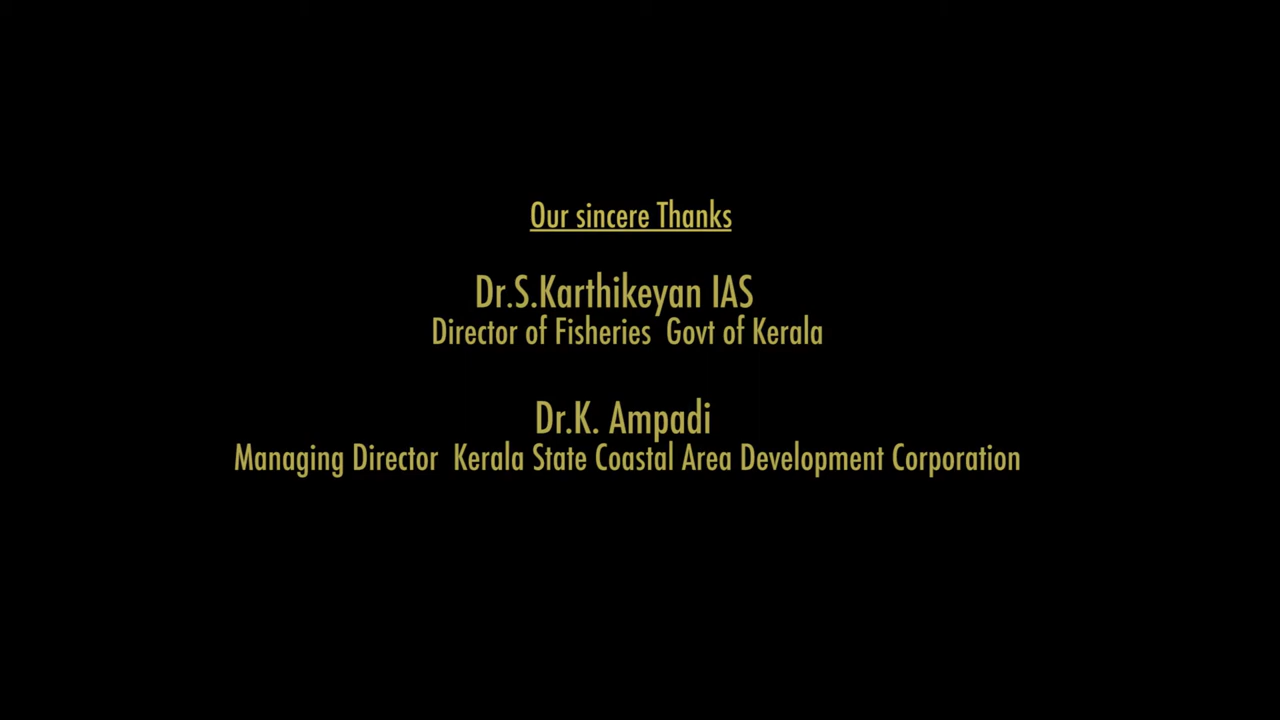 Our sincere Thanks
Dr.S.Karthikeyan IAS
Director of Fisheries  Govt of Kerala
Dr.K. Ampadi
Managing Director  Kerala State Coastal Area Development Corporation